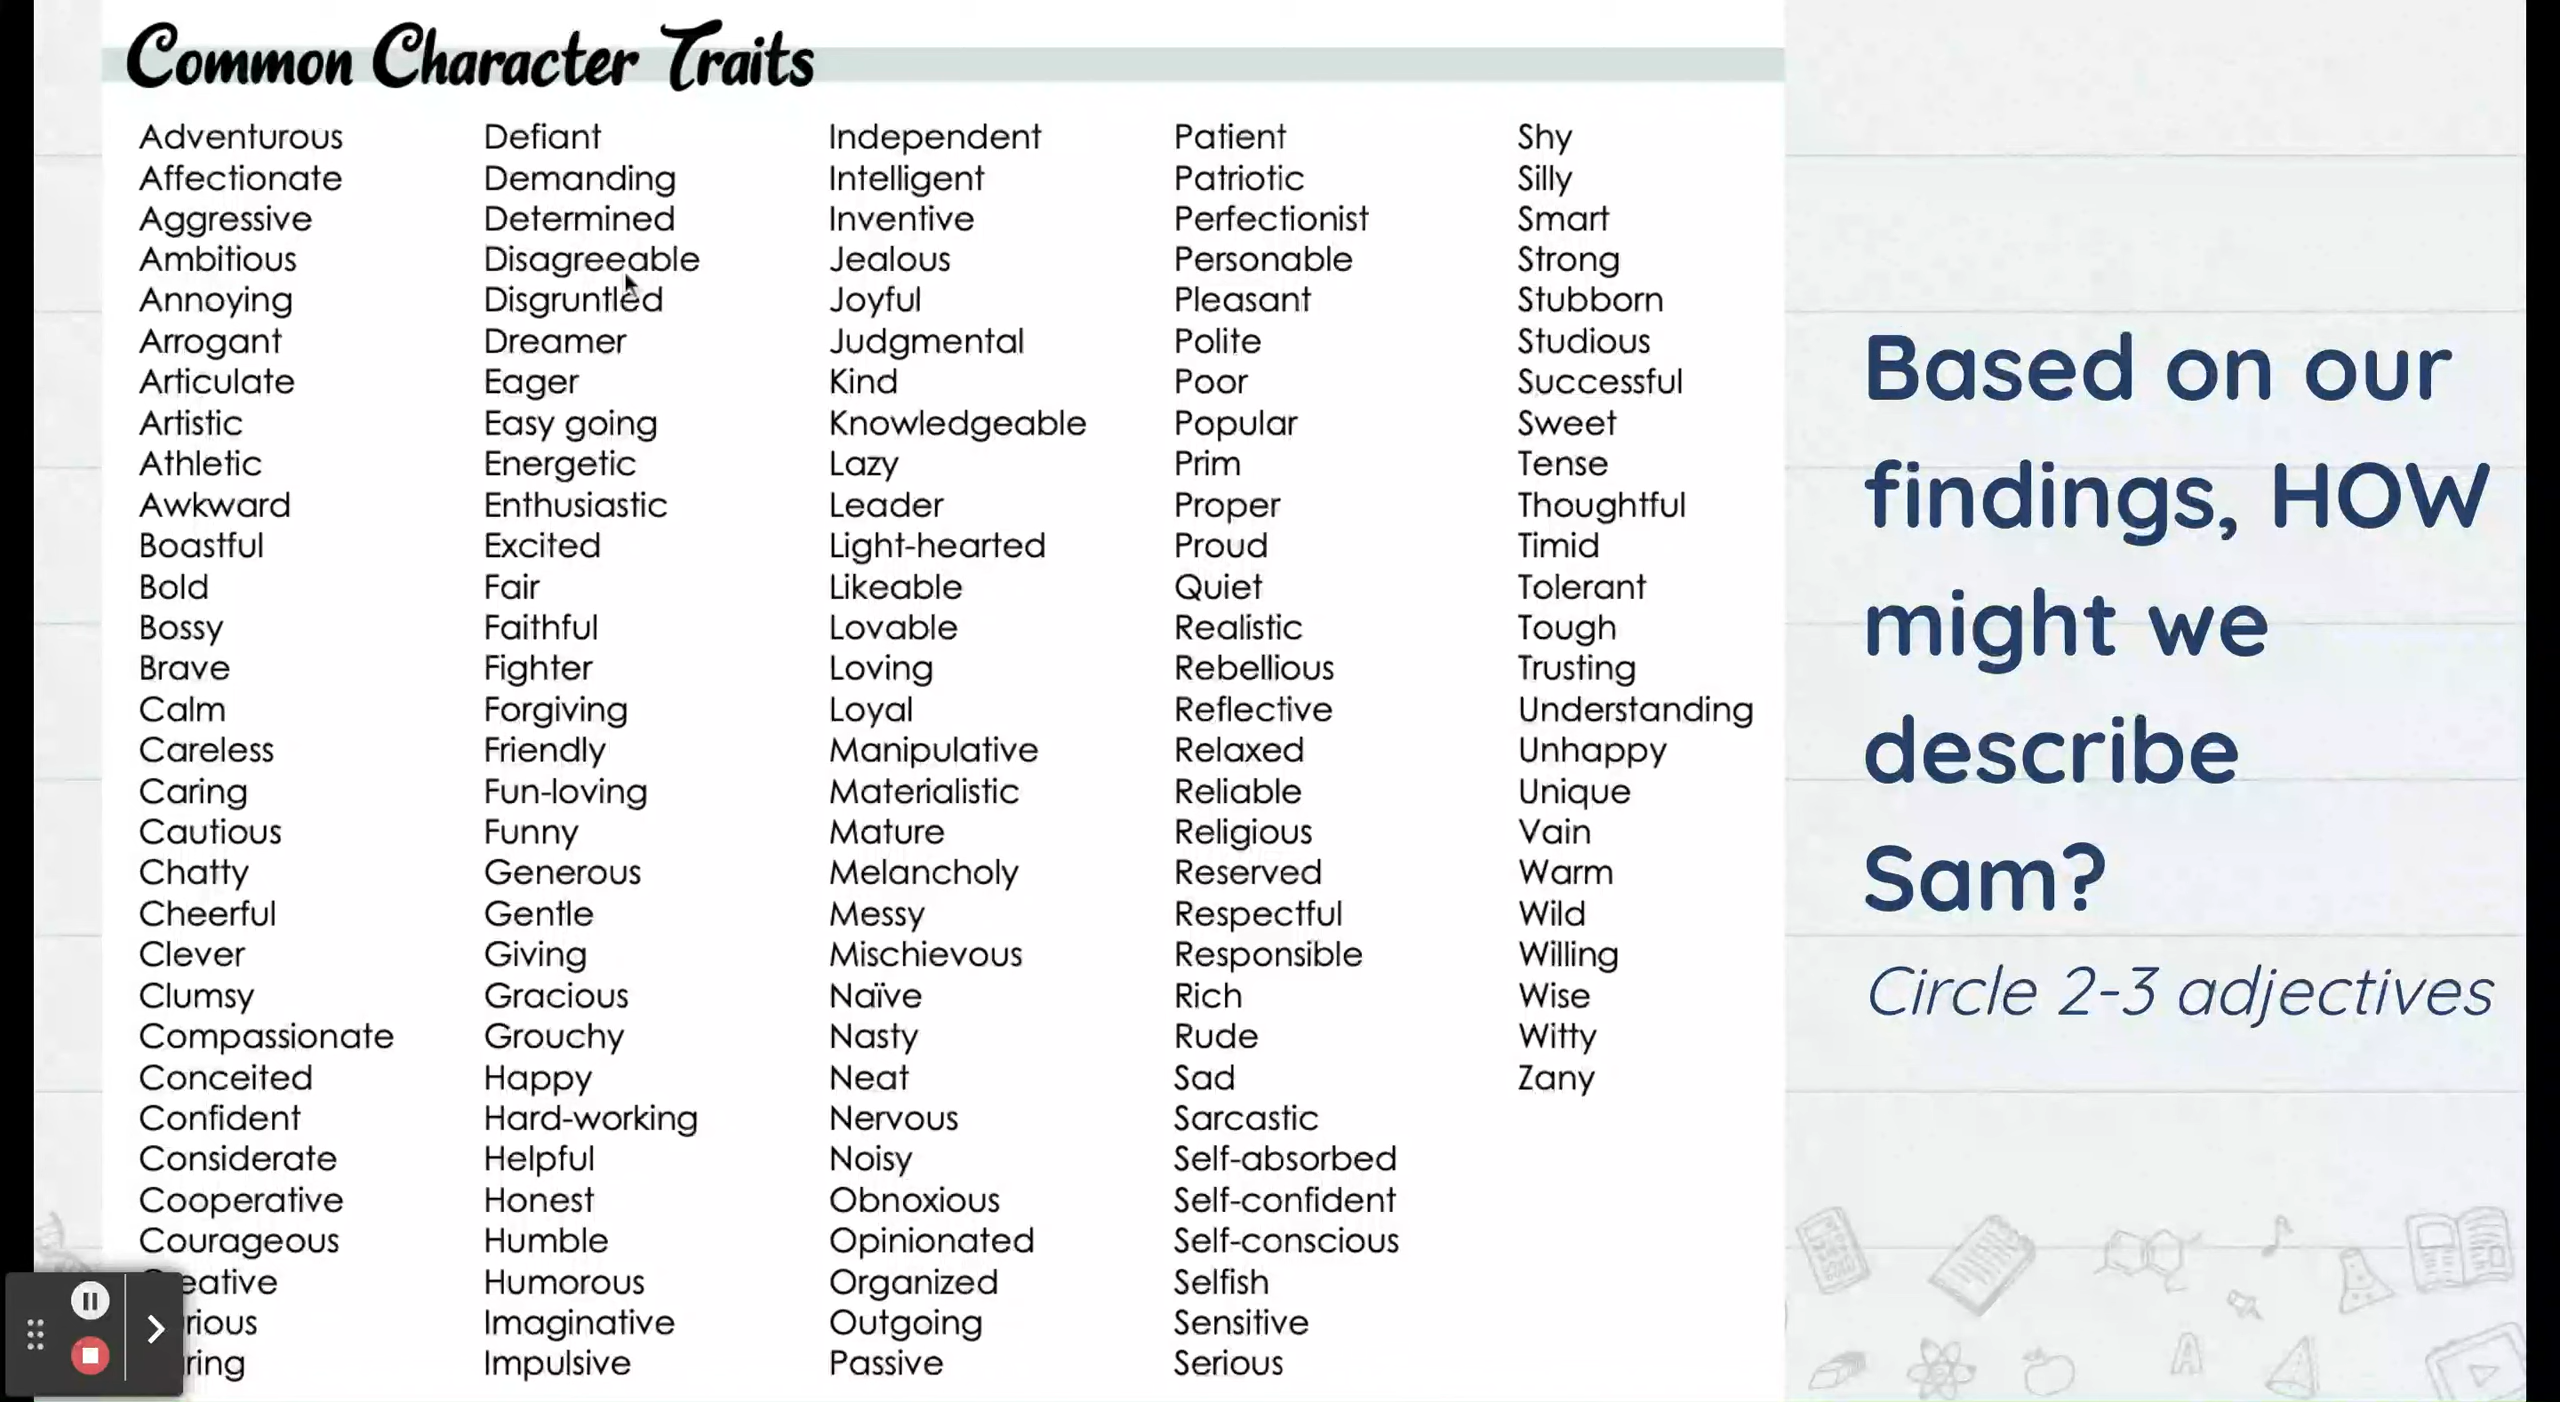 Common Character Traits
Adventurous
Affectionate
Aggressive
Ambitious
Annoying
Arrogant
Articulate
Artistic
Athletic
Awkward
Boastful
Bold
Bossy
Brave
Calm
Careless
Caring
Cautious
Chatty
Cheerful
Clever
Clumsy
Compassionate
Conceited
Confident
Considerate
Cooperative
Courageous
Defiant
Demanding
Determined
Disagreeable
Disgruntled
Dreamer
Eager
Easy going
Energetic
Enthusiastic
Excited
Fair
Faithful
Fighter
Forgiving
Friendly
Fun-loving
Funny
Generous
Gentle
Giving
Gracious
Grouchy
Happy
Hard-working
Helpful
Honest
Humble
Humorous
Imaginative
Impulsive
Independent
Intelligent
Inventive
Jealous
Joyful
Judgmental
Kind
Knowledgeable
Lazy
Leader
Light-hearted
Likeable
Lovable
Loving
Loyal
Manipulative
Materialistic
Mature
Melancholy
Messy
Mischievous
Naïve
Nasty
Neat
Nervous
Noisy
Obnoxious
Opinionated
Organized
Outgoing
Passive
Patient
Patriotic
Perfectionist
Personable
Pleasant
Polite
Poor
Popular
Prim
Proper
Proud
Quiet
Realistic
Rebellious
Reflective
Relaxed
Reliable
Religious
Reserved
Respectful
Responsible
Rich
Rude
Sad
Sarcastic
Self-absorbed
Self-confident
Self-conscious
Selfish
Sensitive
Serious
Shy
Silly
Smart
Strong
Stubborn
Studious
Successful
Sweet
Tense
Thoughtful
Timid
Tolerant
Tough
Trusting
Understanding
Unhappy
Unique
Vain
Warm
Wild
Willing
Wise
Witty
Zany
Based on our
findings, HOW
might we
describe
Sam?
Circle 2-3 adjectives